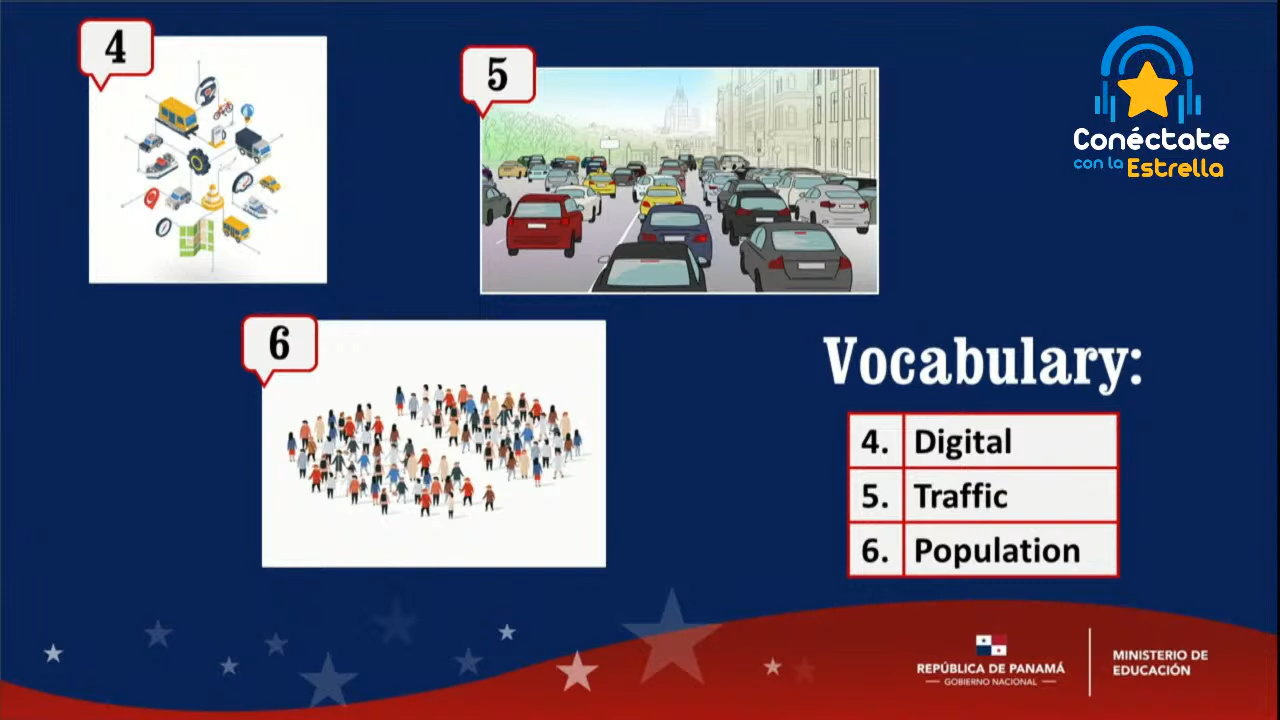 4
5
Conéctate
con la Estrella
6
Vocabulary:
4. Digital
5. Traffic
6. Population
REPÚBLICA DE PANAMÁ
— GOBIERNO NACIONAL —
MINISTERIO DE
EDUCACIÓN